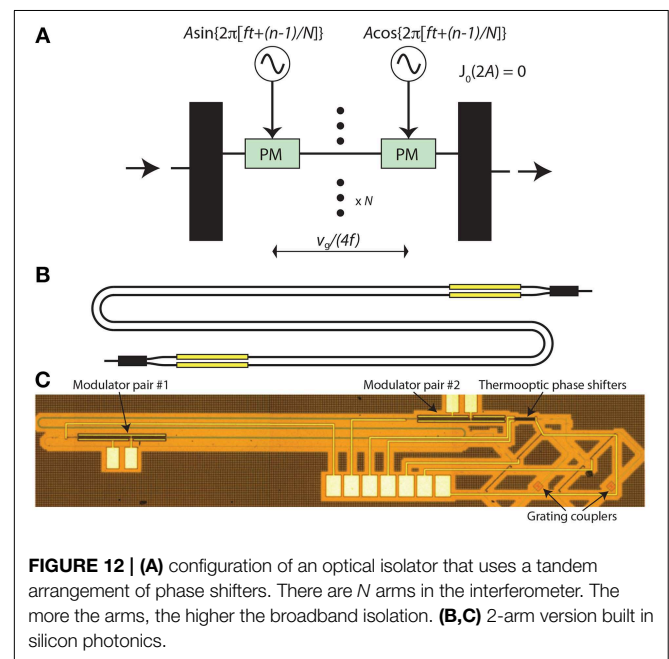 A
Asin{2π[ft+(n-1)/N]}
Acos{2π[ft+(n-1)/N]}
J₀(2A) = 0
PM
PM
x N
v_g/(4f)
B
C
Modulator pair #1
Modulator pair #2
Thermooptic phase shifters
Grating couplers
FIGURE 12 | (A) configuration of an optical isolator that uses a tandem
arrangement of phase shifters. There are N arms in the interferometer. The
more the arms, the higher the broadband isolation. (B,C) 2-arm version built in
silicon photonics.